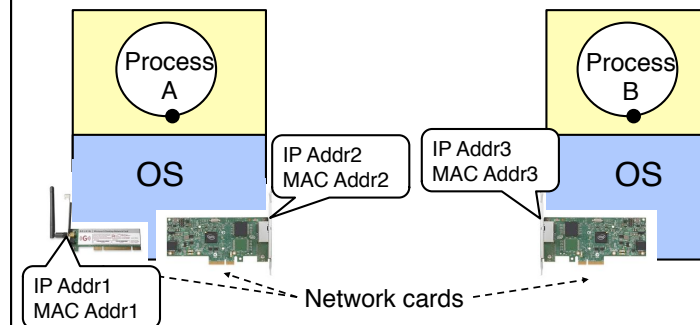 Process
A
Process
B
IP Addr2
MAC Addr2
IP Addr3
MAC Addr3
OS
OS
IP Addr1
MAC Addr1
Network cards